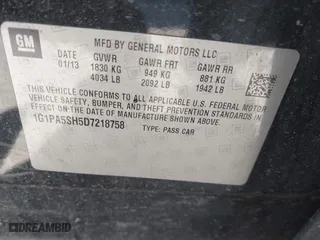 GM
MFD BY GENERAL MOTORS LLC
01/13 GVWR GAWR FRT GAWR RR
1830 KG 949 KG 881 KG
4034 LB 2092 LB 1942 LB
THIS VEHICLE CONFORMS TO ALL APPLICABLE U.S. FEDERAL MOTOR
VEHICLE SAFETY, BUMPER, AND THEFT PREVENTION STANDARDS
IN EFFECT ON THE DATE OF MANUFACTURE SHOWN ABOVE.
1G1PA5SH5D7218758 TYPE: PASS CAR
DREAMBID